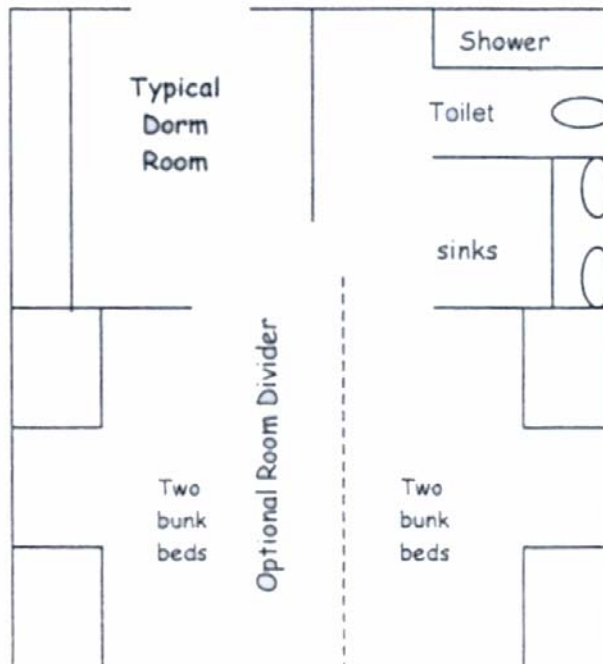 Typical
Dorm
Room
Shower
Toilet
sinks
Optional Room Divider
Two
bunk
beds
Two
bunk
beds